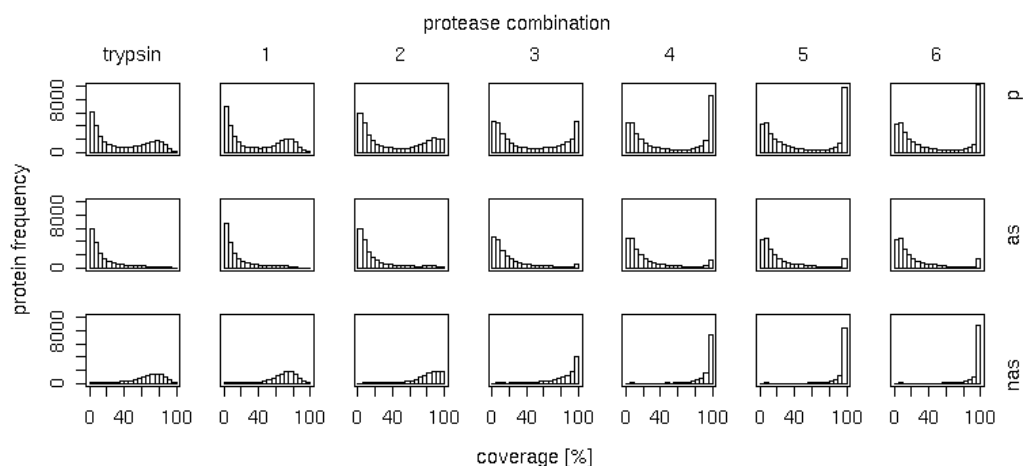 protease combination
trypsin 1 2 3 4 5 6
8000
0
p
8000
0
as
protein frequency
8000
0
nas
0 40 100 0 40 100 0 40 100 0 40 100 0 40 100 0 40 100 0 40 100
coverage [%]